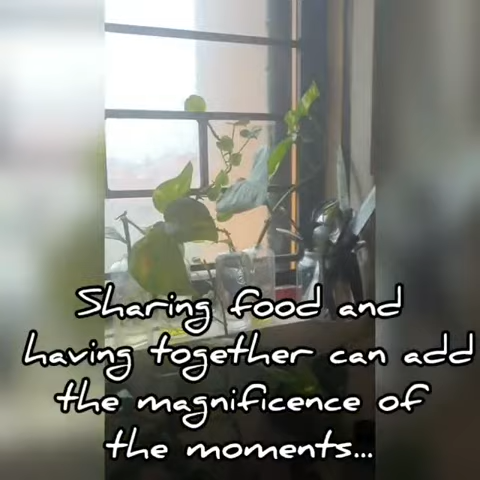 Sharing food and
having together can add
the magnificence of
the moments...